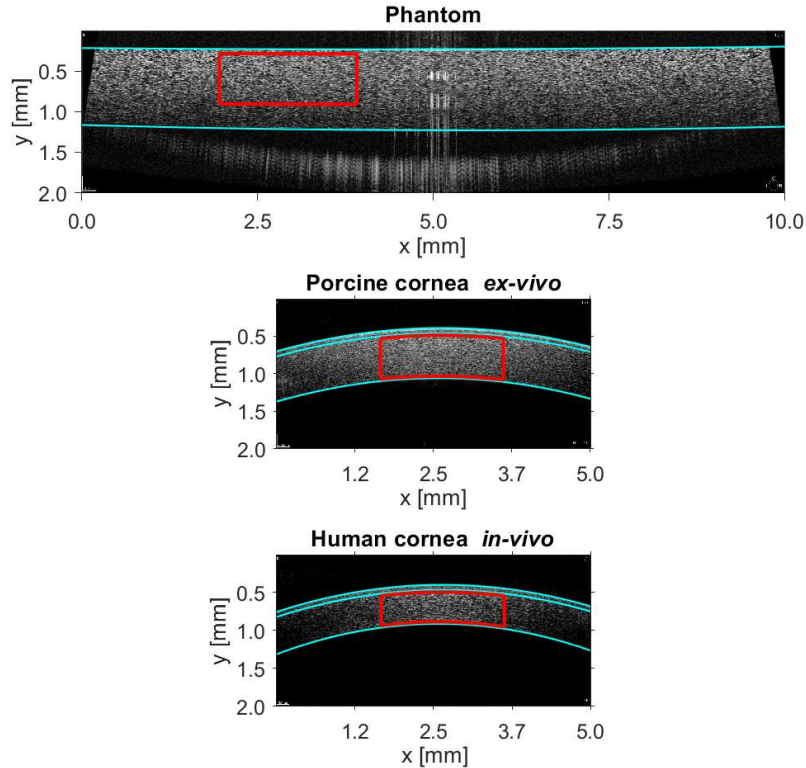 Phantom
y [mm]
0.5
1.0
1.5
2.0
0.0 2.5 5.0 7.5 10.0
x [mm]
Porcine cornea ex-vivo
y [mm]
0.5
1.0
1.5
2.0
1.2 2.5 3.7 5.0
x [mm]
Human cornea in-vivo
y [mm]
0.5
1.0
1.5
2.0
1.2 2.5 3.7 5.0
x [mm]